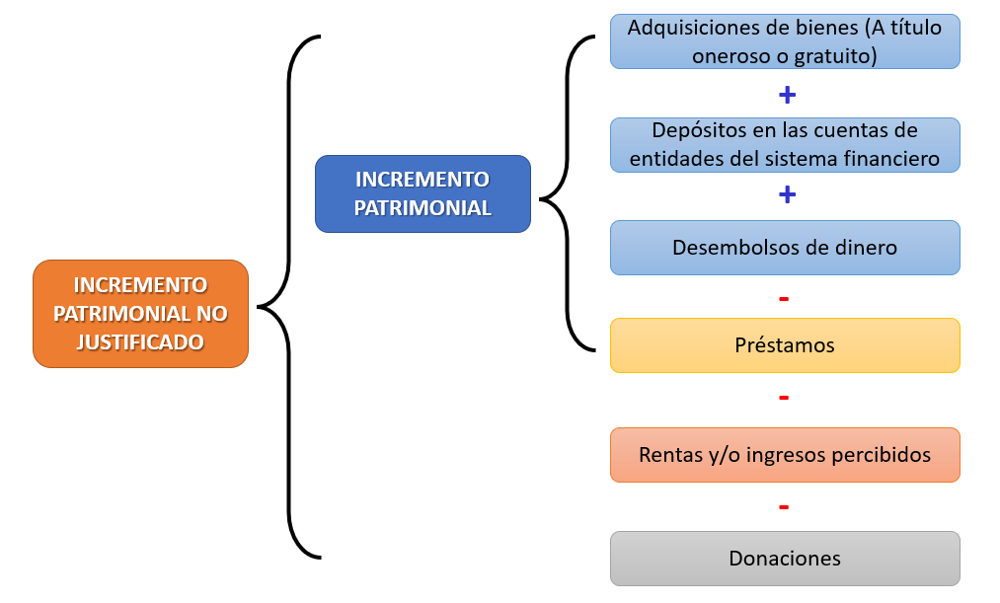 Adquisiciones de bienes (A título
oneroso o gratuito)
+
Depósitos en las cuentas de
entidades del sistema financiero
+
INCREMENTO
PATRIMONIAL
Desembolsos de dinero
-
INCREMENTO
PATRIMONIAL NO
JUSTIFICADO
Préstamos
-
Rentas y/o ingresos percibidos
-
Donaciones